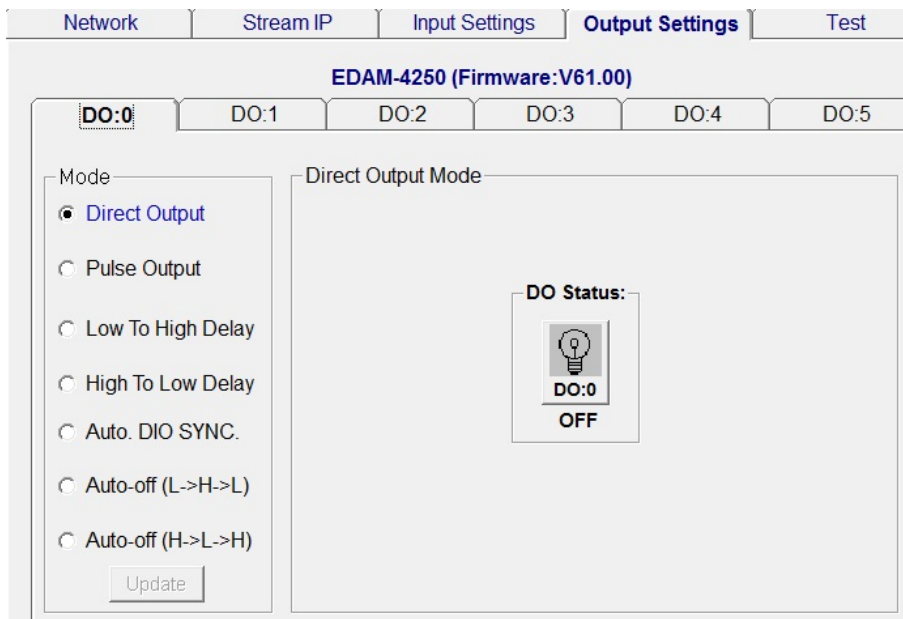 Network Stream IP Input Settings Output Settings Test
EDAM-4250 (Firmware:V61.00)
DO:0 DO:1 DO:2 DO:3 DO:4 DO:5
Mode
Direct Output
Pulse Output
Low To High Delay
High To Low Delay
Auto. DIO SYNC.
Auto-off (L->H->L)
Auto-off (H->L->H)
Update
Direct Output Mode
DO Status:
DO:0
OFF